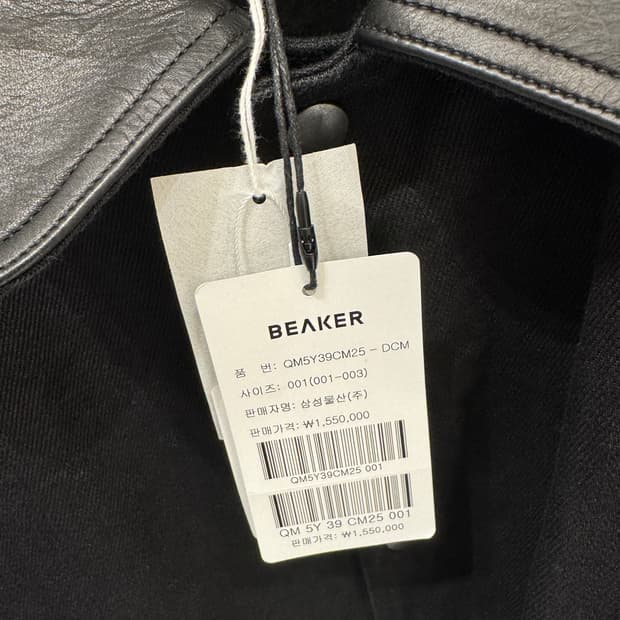 BEAKER
품 번: QM5Y39CM25 - DCM
사이즈: 001(001-003)
판매자명: 삼성물산(주)
판매가격: ₩1,550,000
QM5Y39CM25 001
QM 5Y 39 CM25 001
판매가격: ₩1,550,000